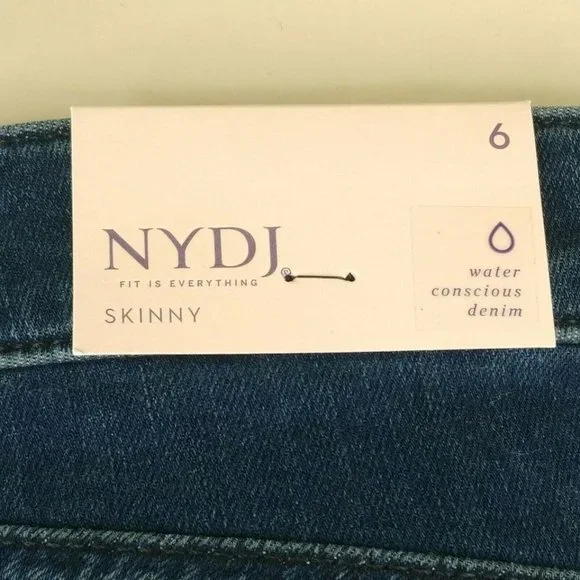 6
NYDJ®
FIT IS EVERYTHING
SKINNY
water
conscious
denim